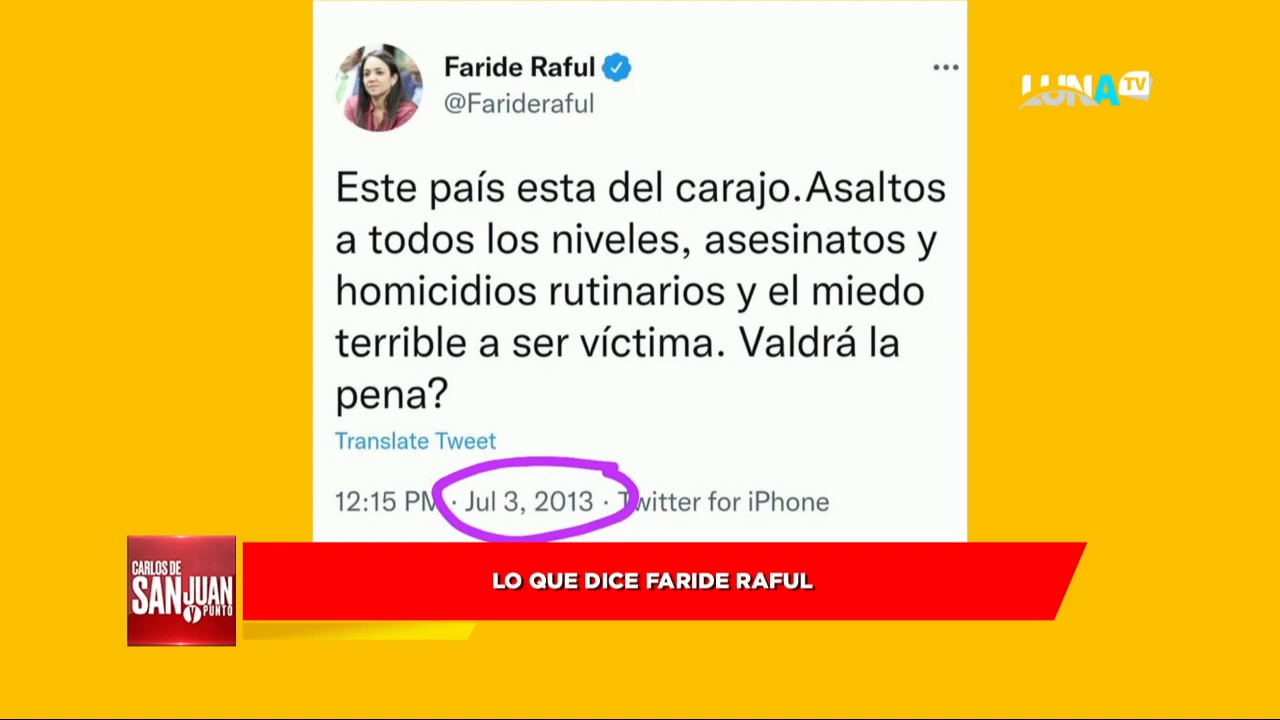 Faride Raful
@Farideraful
LUNA TV
Este país esta del carajo.Asaltos
a todos los niveles, asesinatos y
homicidios rutinarios y el miedo
terrible a ser víctima. Valdrá la
pena?
Translate Tweet
12:15 PM · Jul 3, 2013 · Twitter for iPhone
LO QUE DICE FARIDE RAFUL
CARLOS DE
SAN JUAN
Y PUNTO